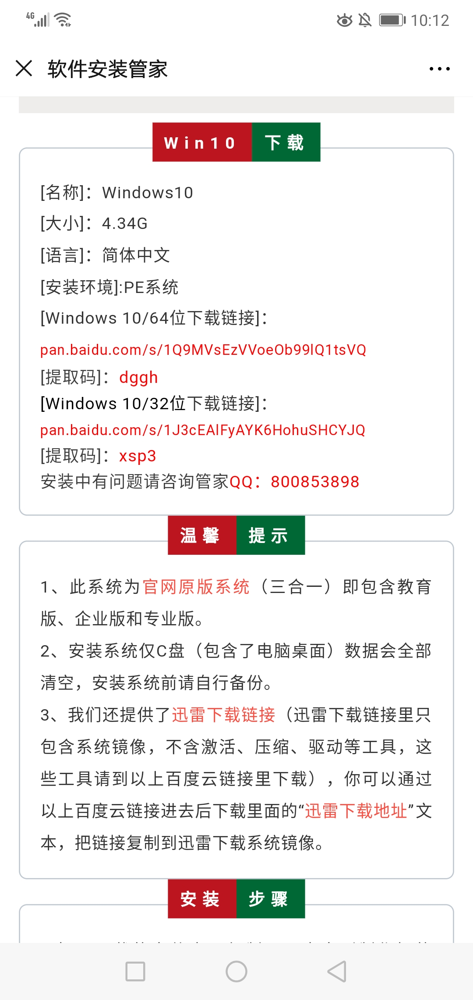 4G
10:12
软件安装管家
Win10 下载
[名称]：Windows10
[大小]：4.34G
[语言]：简体中文
[安装环境]:PE系统
[Windows 10/64位下载链接]：
pan.baidu.com/s/1Q9MVsEzVVoeOb99lQ1tsVQ
[提取码]：dggh
[Windows 10/32位下载链接]：
pan.baidu.com/s/1J3cEAlFyAYK6HohuSHCYJQ
[提取码]：xsp3
安装中有问题请咨询管家QQ：800853898
温馨 提示
1、此系统为官网原版系统（三合一）即包含教育
版、企业版和专业版。
2、安装系统仅C盘（包含了电脑桌面）数据会全部
清空，安装系统前请自行备份。
3、我们还提供了迅雷下载链接（迅雷下载链接里只
包含系统镜像，不含激活、压缩、驱动等工具，这
些工具请到以上百度云链接里下载），你可以通过
以上百度云链接进去后下载里面的“迅雷下载地址”文
本，把链接复制到迅雷下载系统镜像。
安装 步骤